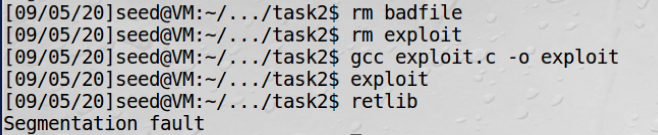 [09/05/20]seed@VM:~/.../task2$ rm badfile
[09/05/20]seed@VM:~/.../task2$ rm exploit
[09/05/20]seed@VM:~/.../task2$ gcc exploit.c -o exploit
[09/05/20]seed@VM:~/.../task2$ exploit
[09/05/20]seed@VM:~/.../task2$ retlib
Segmentation fault